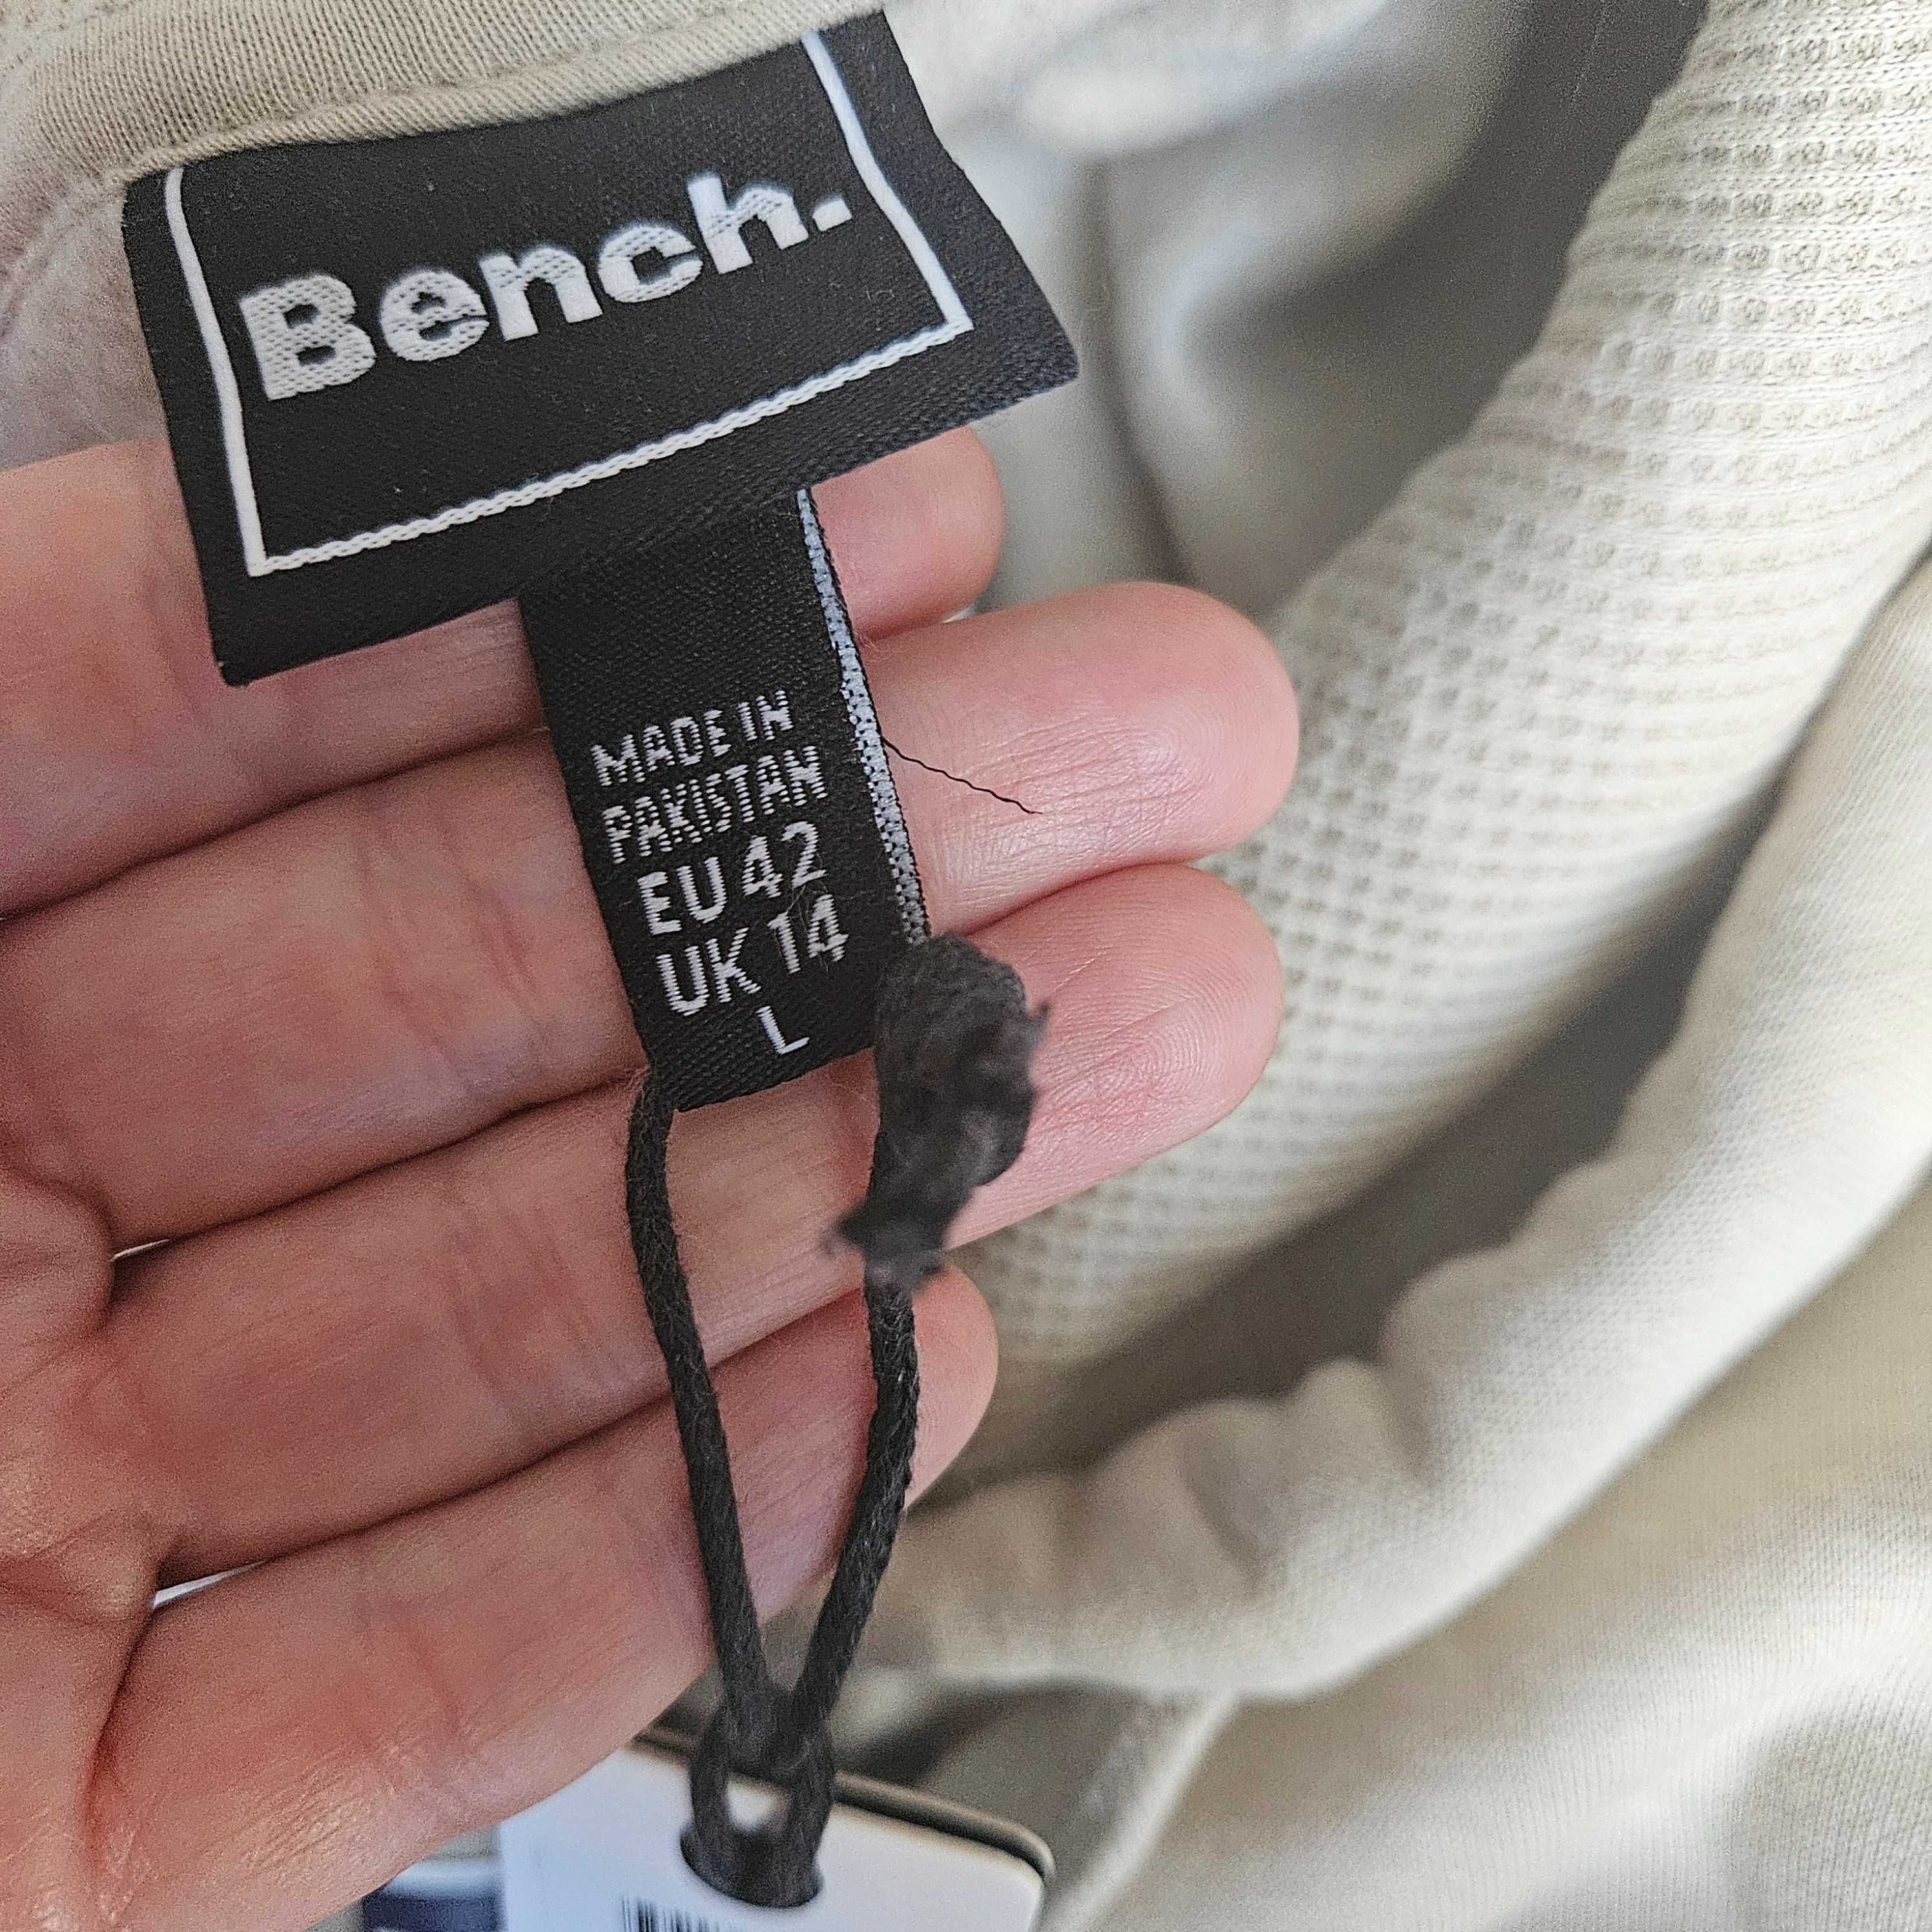 Bench.
MADE IN
PAKISTAN
EU 42
UK 14
L